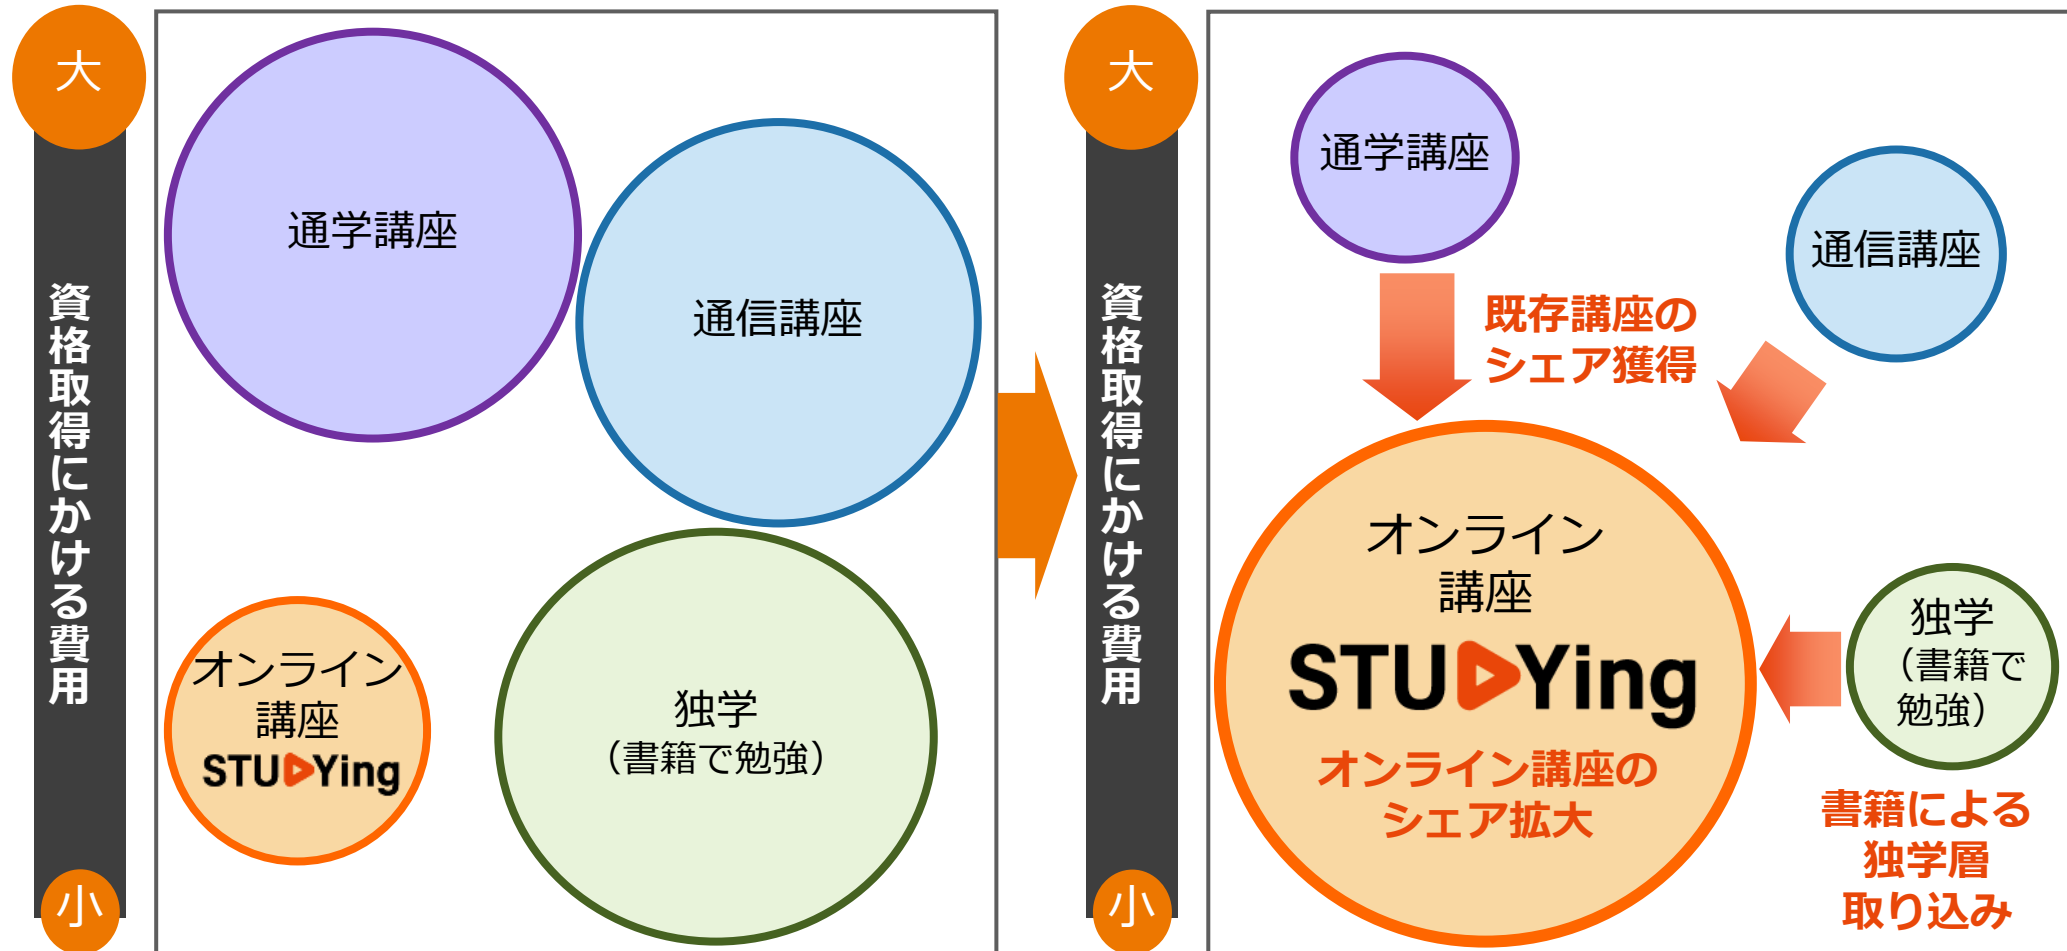 大
資格取得にかける費用
小
通学講座
通信講座
オンライン
講座
STUDYing
独学
（書籍で勉強）
大
資格取得にかける費用
小
通学講座
通信講座
既存講座の
シェア獲得
オンライン
講座
STUDYing
オンライン講座の
シェア拡大
独学
（書籍で
勉強）
書籍による
独学層
取り込み